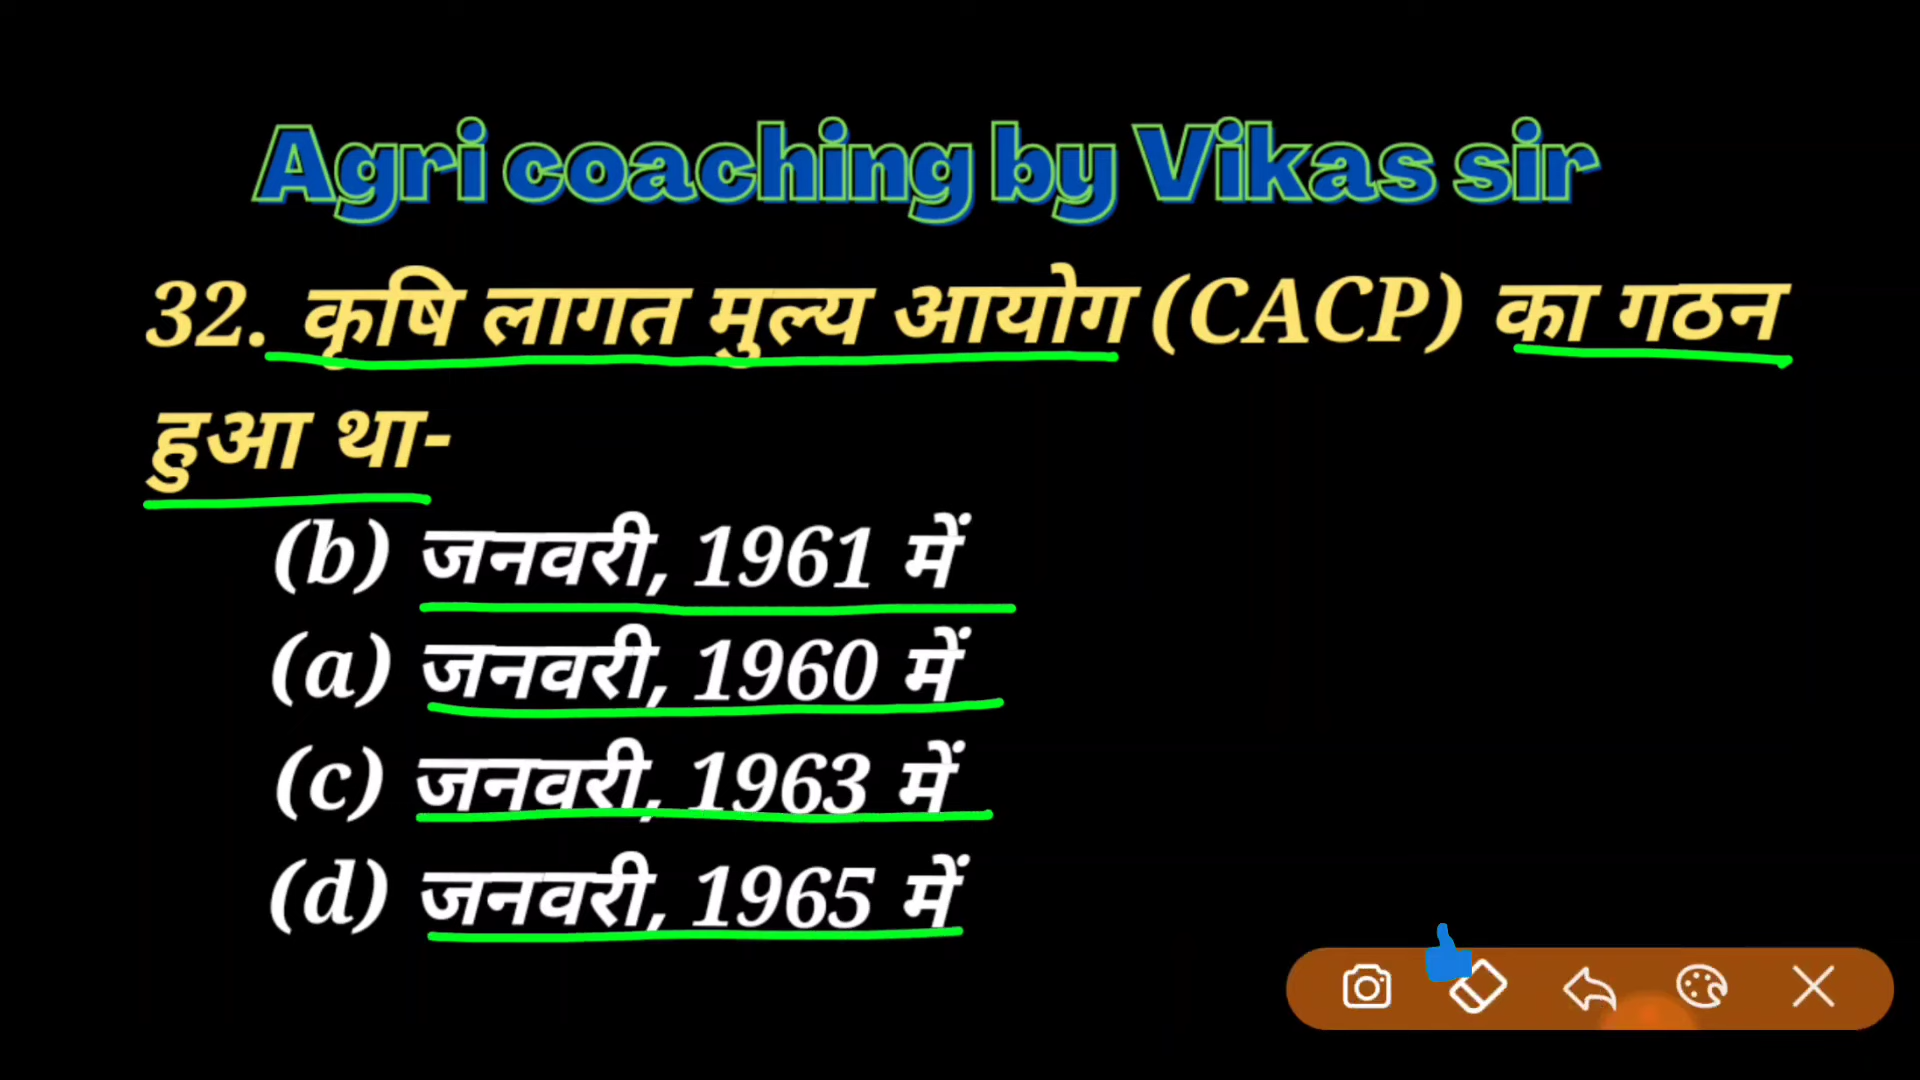 Agri coaching by Vikas sir
32. कृषि लागत मुल्य आयोग (CACP) का गठन
हुआ था-
(b) जनवरी, 1961 में
(a) जनवरी, 1960 में
(c) जनवरी, 1963 में
(d) जनवरी, 1965 में